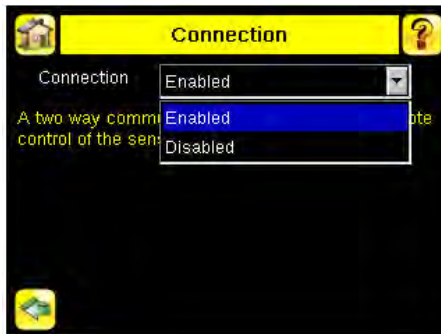 Connection
Connection Enabled
A two way comm Enabled ote
control of the sens Disabled